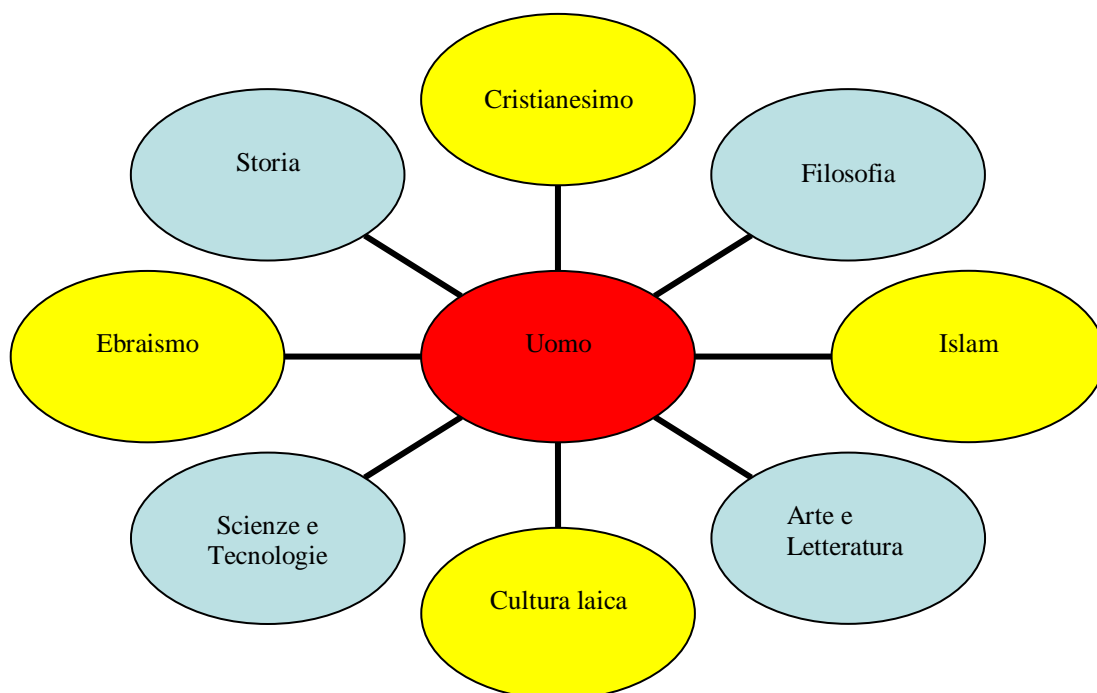 Cristianesimo
Storia
Filosofia
Ebraismo
Uomo
Islam
Scienze e
Tecnologie
Arte e
Letteratura
Cultura laica